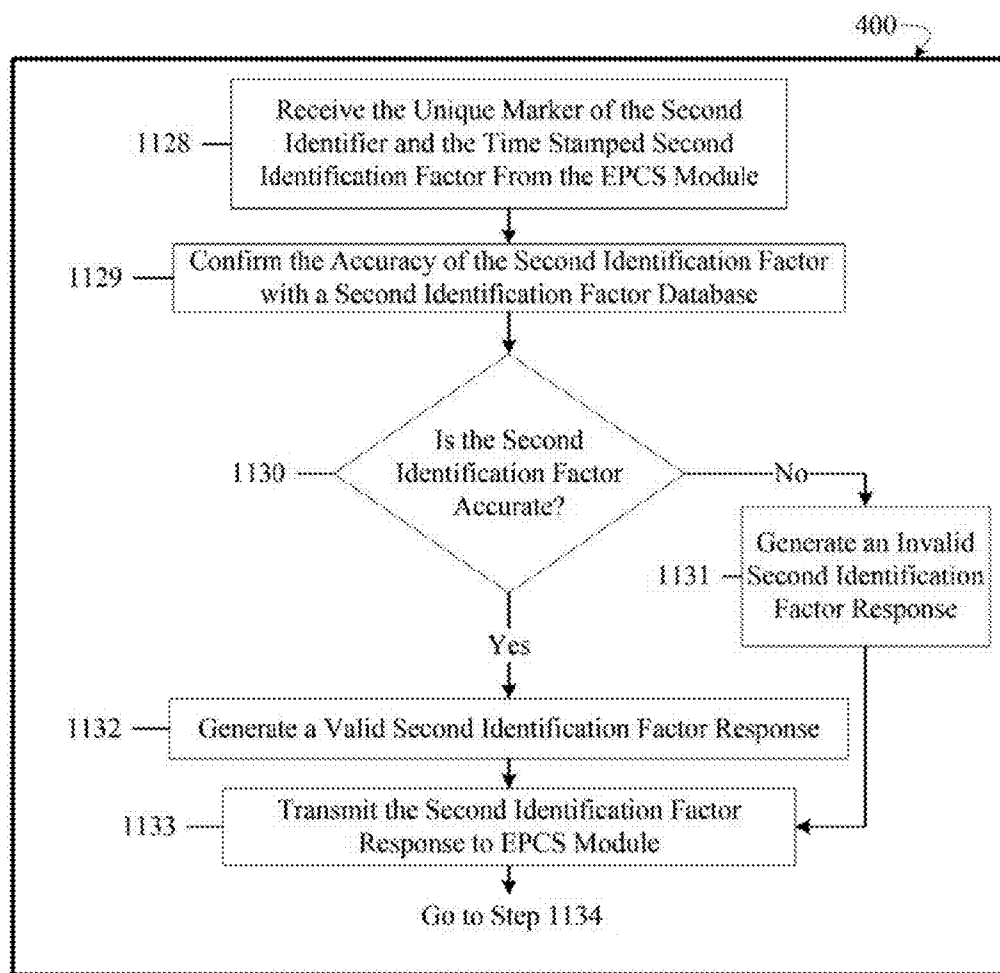 400
1128
Receive the Unique Marker of the Second
Identifier and the Time Stamped Second
Identification Factor From the EPCS Module
1129
Confirm the Accuracy of the Second Identification Factor
with a Second Identification Factor Database
1130
Is the Second
Identification Factor
Accurate?
No
1131
Generate an Invalid
Second Identification
Factor Response
Yes
1132
Generate a Valid Second Identification Factor Response
1133
Transmit the Second Identification Factor
Response to EPCS Module
Go to Step 1134